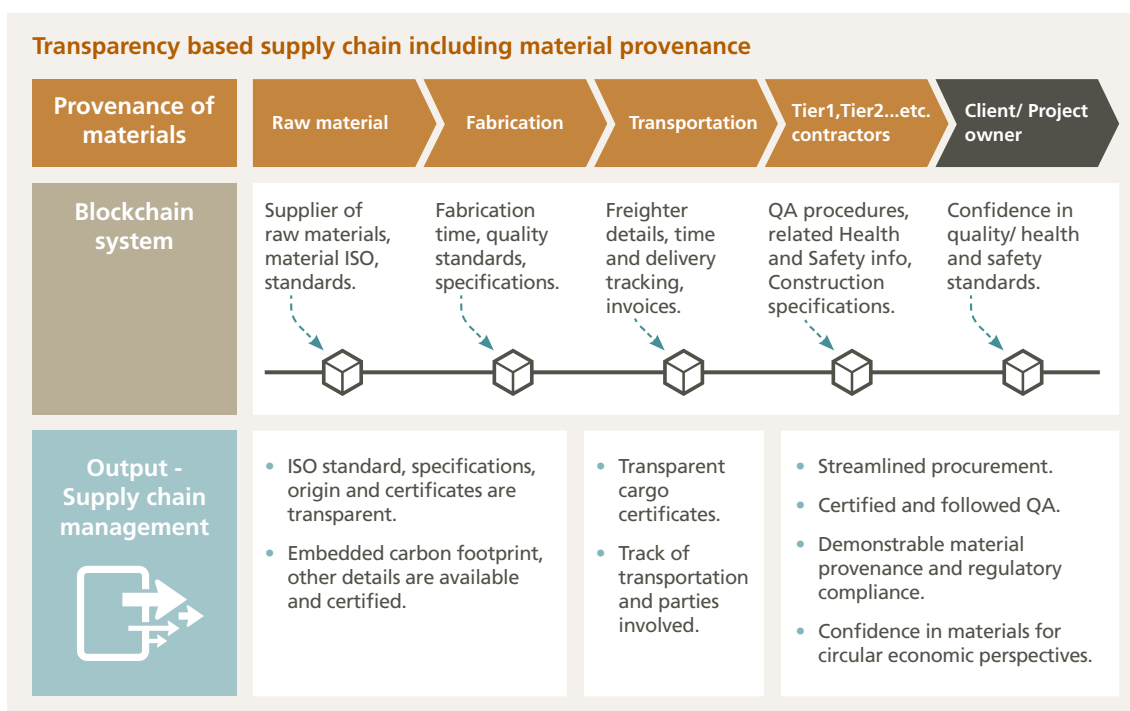 Transparency based supply chain including material provenance
Provenance of
materials
Raw material
Fabrication
Transportation
Tier1,Tier2...etc.
contractors
Client/ Project
owner
Blockchain
system
Supplier of
raw materials,
material ISO,
standards.
Fabrication
time, quality
standards,
specifications.
Freighter
details, time
and delivery
tracking,
invoices.
QA procedures,
related Health
and Safety info,
Construction
specifications.
Confidence in
quality/ health
and safety
standards.
Output -
Supply chain
management
• ISO standard, specifications,
origin and certificates are
transparent.
• Embedded carbon footprint,
other details are available
and certified.
• Transparent
cargo
certificates.
• Track of
transportation
and parties
involved.
• Streamlined procurement.
• Certified and followed QA.
• Demonstrable material
provenance and regulatory
compliance.
• Confidence in materials for
circular economic perspectives.